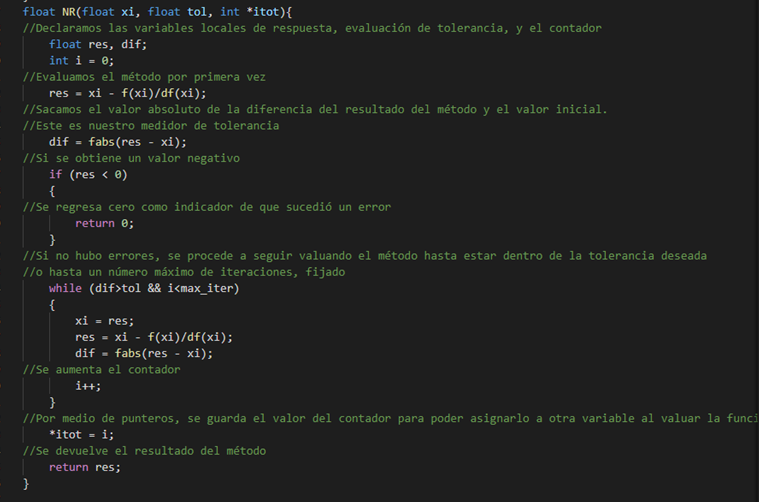 float NR(float xi, float tol, int *itot){
//Declaramos las variables locales de respuesta, evaluación de tolerancia, y el contador
float res, dif;
int i = 0;
//Evaluamos el método por primera vez
res = xi - f(xi)/df(xi);
//Sacamos el valor absoluto de la diferencia del resultado del método y el valor inicial.
//Este es nuestro medidor de tolerancia
dif = fabs(res - xi);
//Si se obtiene un valor negativo
if (res < 0)
{
//Se regresa cero como indicador de que sucedió un error
return 0;
}
//Si no hubo errores, se procede a seguir valuando el método hasta estar dentro de la tolerancia deseada
//o hasta un número máximo de iteraciones, fijado
while (dif>tol && i<max_iter)
{
xi = res;
res = xi - f(xi)/df(xi);
dif = fabs(res - xi);
//Se aumenta el contador
i++;
}
//Por medio de punteros, se guarda el valor del contador para poder asignarlo a otra variable al valuar la funci
*itot = i;
//Se devuelve el resultado del método
return res;
}